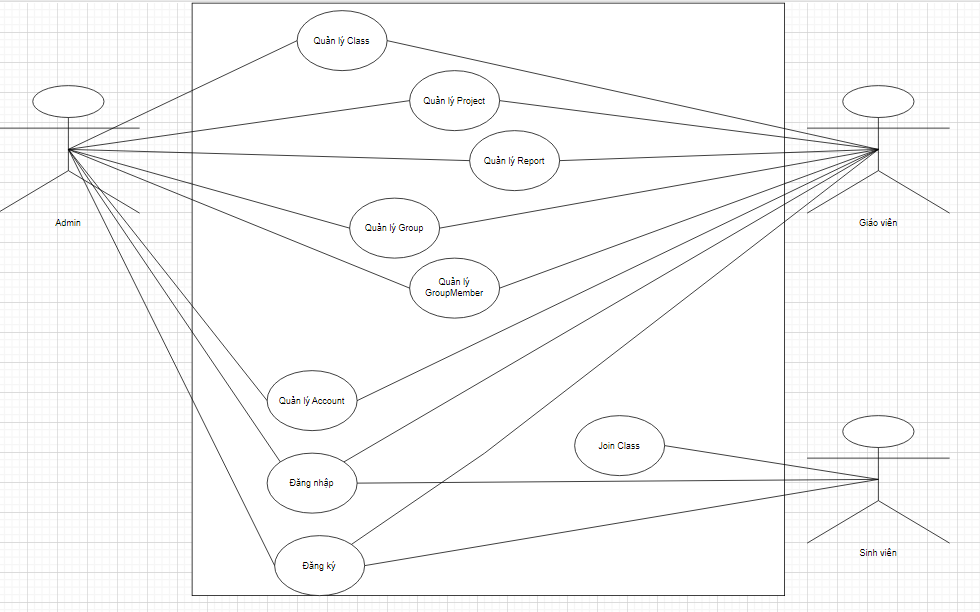 Quản lý Class
Quản lý Project
Quản lý Report
Admin
Giáo viên
Quản lý Group
Quản lý
GroupMember
Quản lý Account
Join Class
Đăng nhập
Sinh viên
Đăng ký